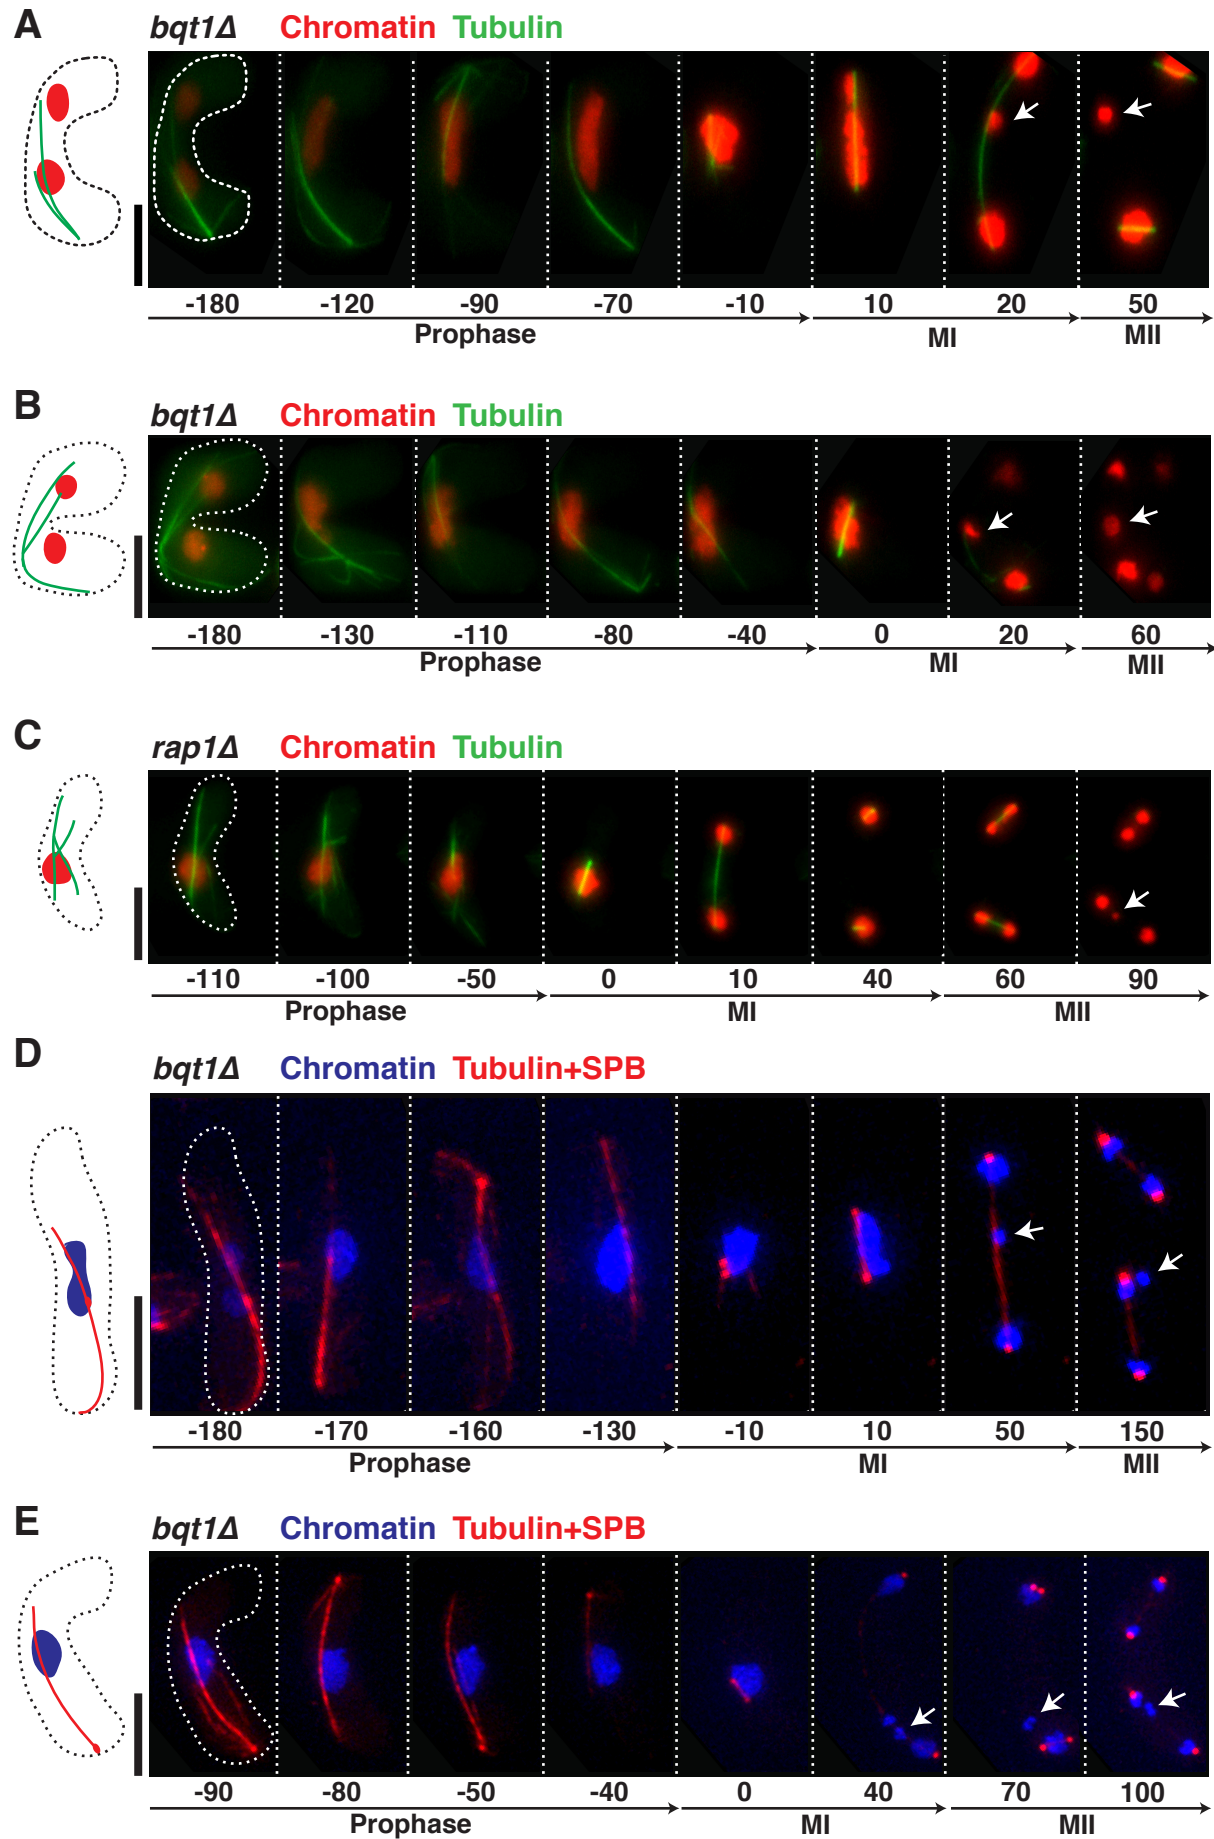 A
bqt1Δ Chromatin Tubulin
-180 -120 -90 -70 -10 10 20 50
Prophase MI MII
B
bqt1Δ Chromatin Tubulin
-180 -130 -110 -80 -40 0 20 60
Prophase MI MII
C
rap1Δ Chromatin Tubulin
-110 -100 -50 0 10 40 60 90
Prophase MI MII
D
bqt1Δ Chromatin Tubulin+SPB
-180 -170 -160 -130 -10 10 50 150
Prophase MI MII
E
bqt1Δ Chromatin Tubulin+SPB
-90 -80 -50 -40 0 40 70 100
Prophase MI MII